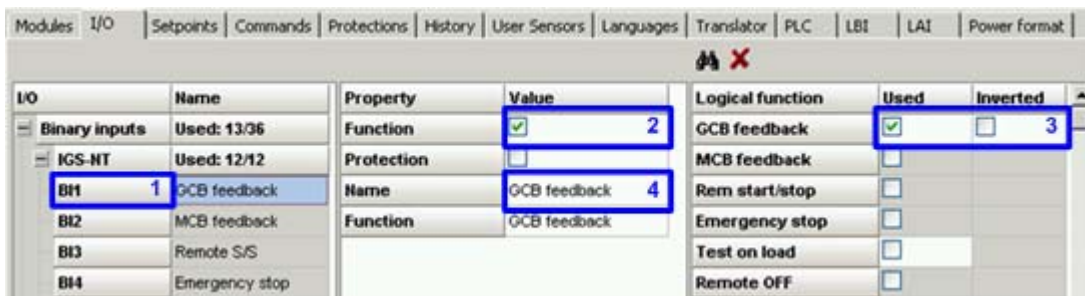 Modules I/O Setpoints Commands Protections History User Sensors Languages Translator PLC LBI LAI Power format
I/O Name Property Value Logical function Used Inverted
Binary inputs Used: 13/36 Function 2 GCB feedback 3
IGS-NT Used: 12/12 Protection MCB feedback
BI1 1 GCB feedback Name GCB feedback 4 Rem start/stop
BI2 MCB feedback Function GCB feedback Emergency stop
BI3 Remote S/S Test on load
BI4 Emergency stop Remote OFF